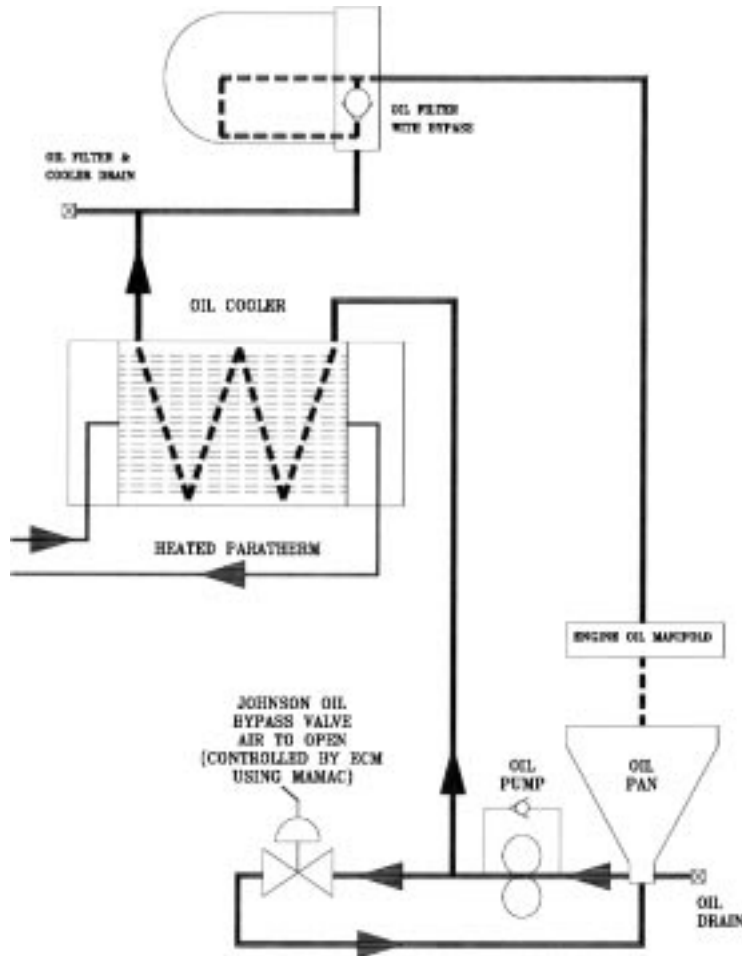 OIL FILTER
WITH BYPASS
OIL FILTER &
COOLER DRAIN
OIL COOLER
HEATED PARATHERM
ENGINE OIL MANIFOLD
JOHNSON OIL
BYPASS VALVE
AIR TO OPEN
(CONTROLLED BY ECM
USING MAMAC)
OIL
PUMP
OIL
PAN
OIL
DRAIN